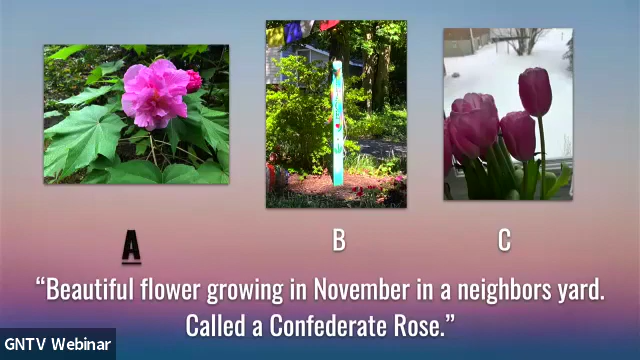 A
B
C
“Beautiful flower growing in November in a neighbors yard.
Called a Confederate Rose.”
GNTV Webinar